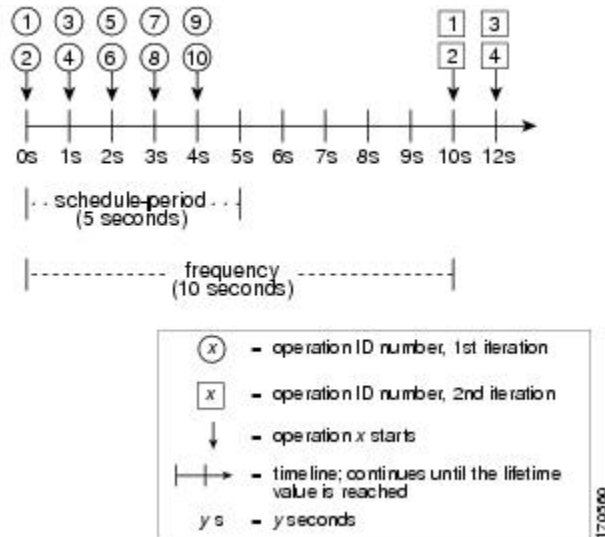 1 3 5 7 9 1 3
2 4 6 8 10 2 4
0s 1s 2s 3s 4s 5s 6s 7s 8s 9s 10s 12s
schedule-period
(5 seconds)
frequency
(10 seconds)
x = operation ID number, 1st iteration
x = operation ID number, 2nd iteration
= operation x starts
= timeline; continues until the lifetime
value is reached
y s = y seconds
170569